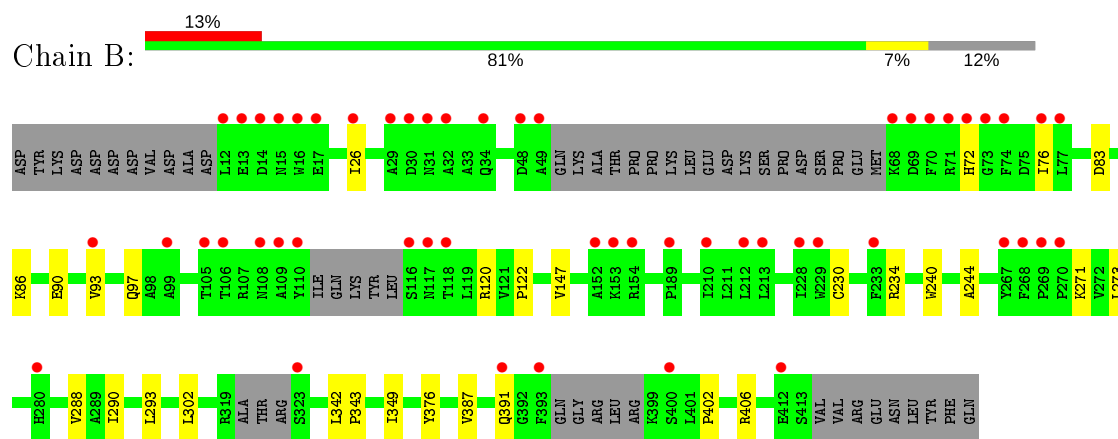 13%
Chain B:
81% 7% 12%
ASP TYR LYS ASP ASP ASP ASP VAL ASP ALA ASP L12 E13 D14 N15 W16 E17 I26 A29 D30 N31 A32 A33 Q34 D48 A49 GLN LYS ALA THR PRO PRO LYS LEU GLU ASP LYS SER PRO ASP SER PRO GLU MET K68 D69 F70 R71 H72 G73 F74 D75 I76 L77 D83
K86 E90 V93 Q97 A98 A99 T105 T106 R107 N108 A109 Y110 ILE GLN LYS TYR LEU S116 N117 T118 L119 R120 V121 P122 V147 A152 K153 R154 P189 I210 L211 L212 L213 I228 W229 C230 F233 R234 W240 A244 Y267 F268 P269 P270 K271 V272
H280 V288 A289 I290 L293 L302 R319 ALA THR ARG S323 L342 P343 I349 Y376 V387 Q391 G392 F393 GLN GLY ARG LEU ARG K399 S400 L401 P402 R406 E412 S413 VAL VAL ARG GLU ASN LEU TYR PHE GLN